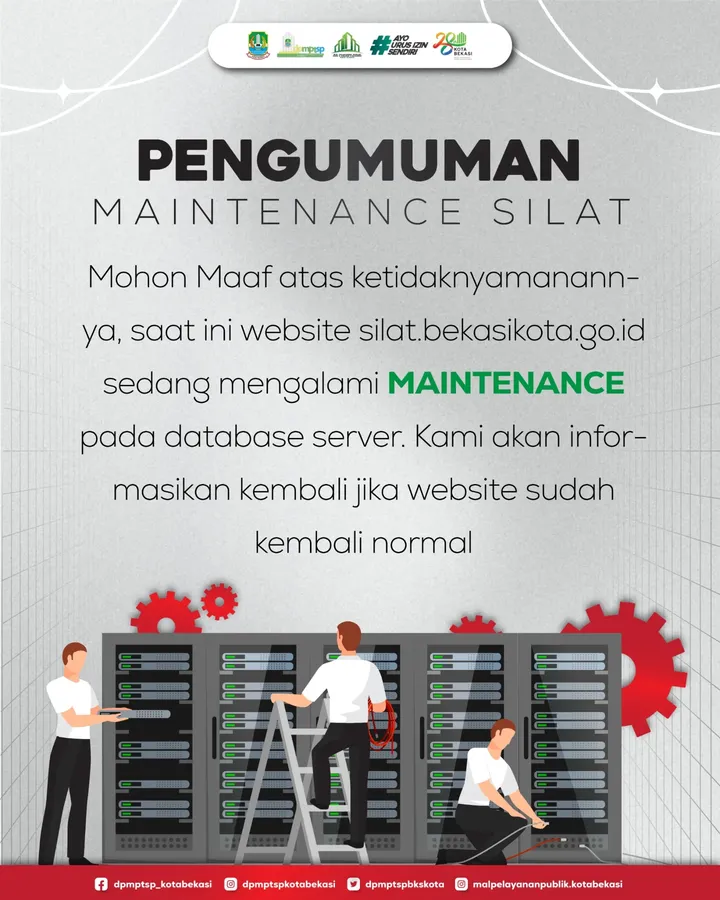 dpmptsp
#AYO
URUS IZIN
SENDIRI
28
KOTA
BEKASI
PENGUMUMAN
MAINTENANCE SILAT
Mohon Maaf atas ketidaknyamanann-
ya, saat ini website silat.bekasikota.go.id
sedang mengalami MAINTENANCE
pada database server. Kami akan infor-
masikan kembali jika website sudah
kembali normal
dpmptsp_kotabekasi dpmptspkotabekasi dpmptspbkskota malpelayananpublik.kotabekasi